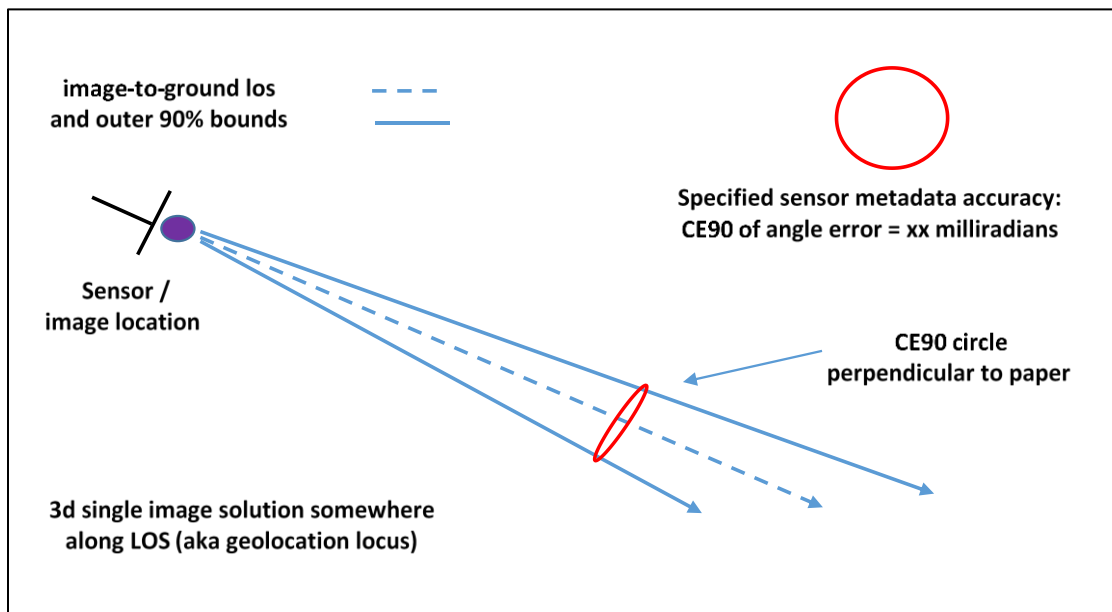 image-to-ground los
and outer 90% bounds
Specified sensor metadata accuracy:
CE90 of angle error = xx milliradians
Sensor /
image location
CE90 circle
perpendicular to paper
3d single image solution somewhere
along LOS (aka geolocation locus)